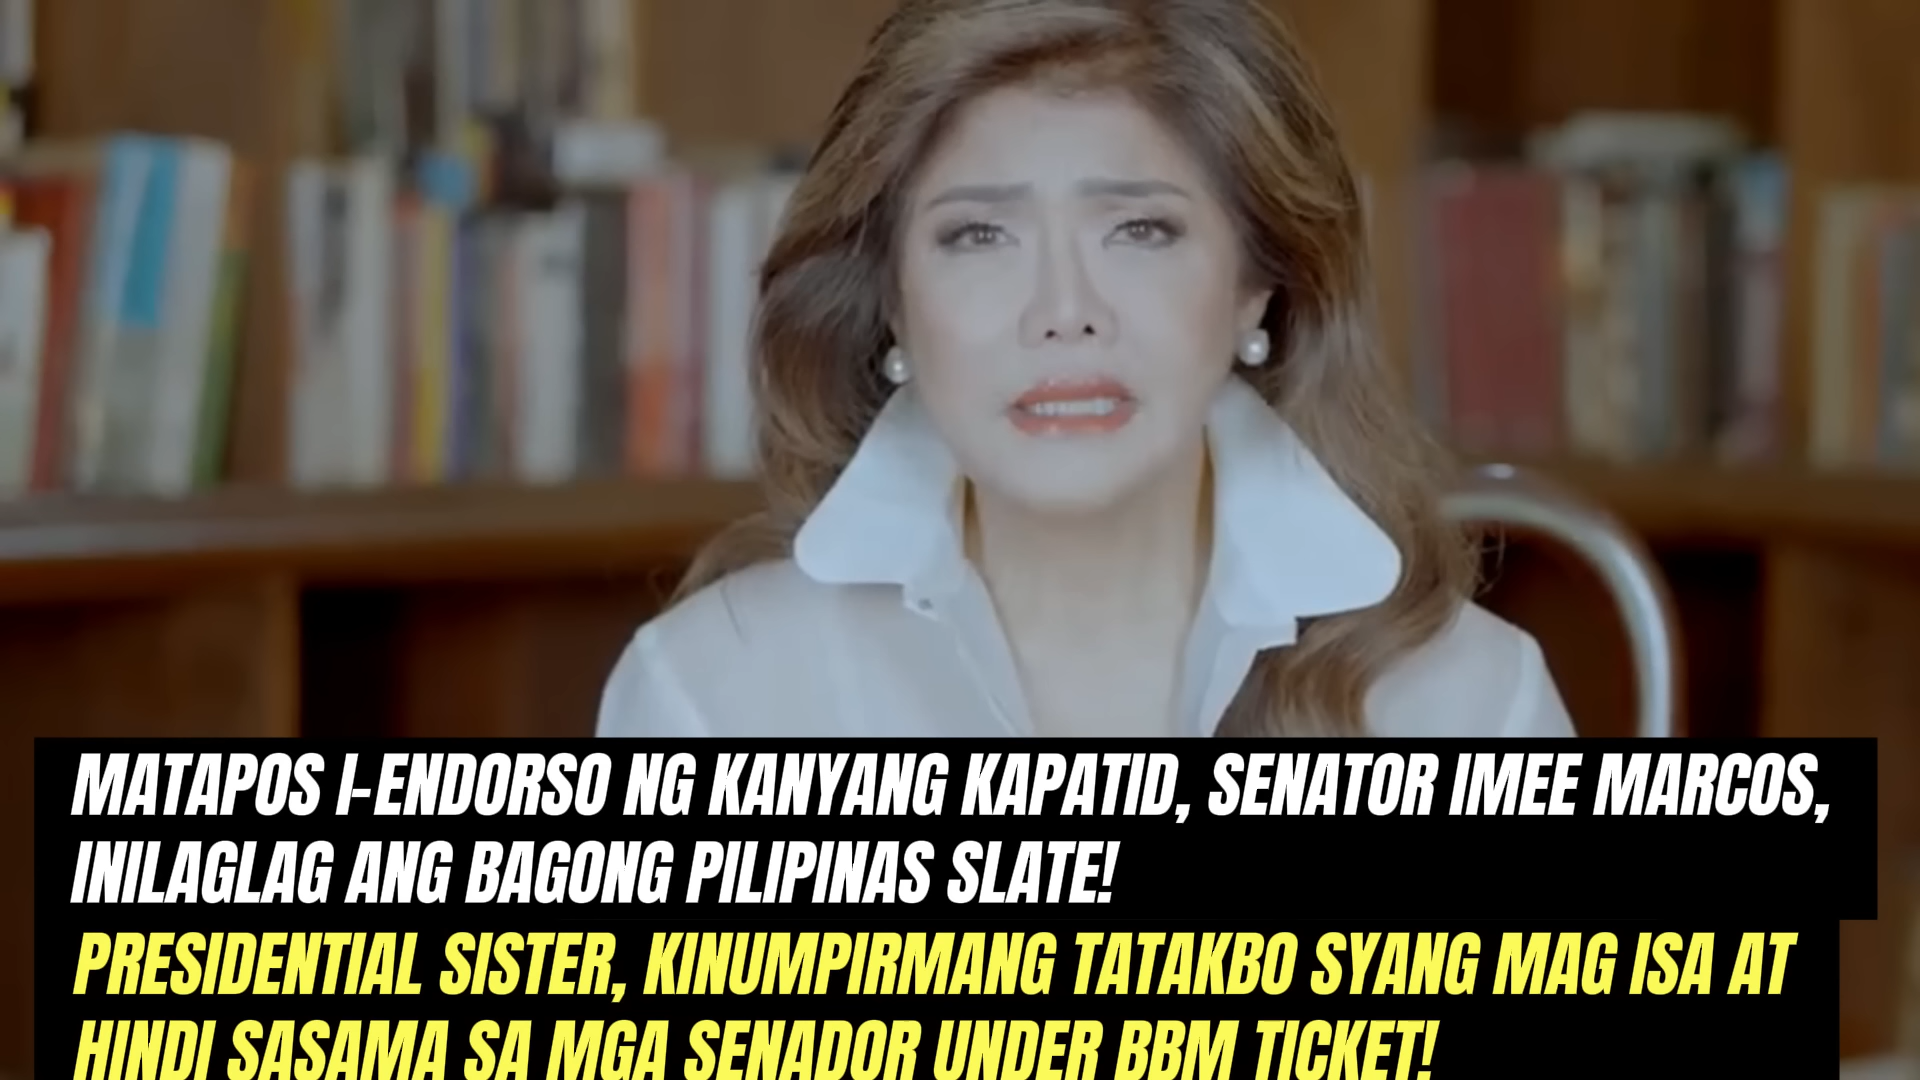 MATAPOS I-ENDORSO NG KANYANG KAPATID, SENATOR IMEE MARCOS,
INILAGLAG ANG BAGONG PILIPINAS SLATE!
PRESIDENTIAL SISTER, KINUMPIRMANG TATAKBO SYANG MAG ISA AT
HINDI SASAMA SA MGA SENADOR UNDER BBM TICKET!